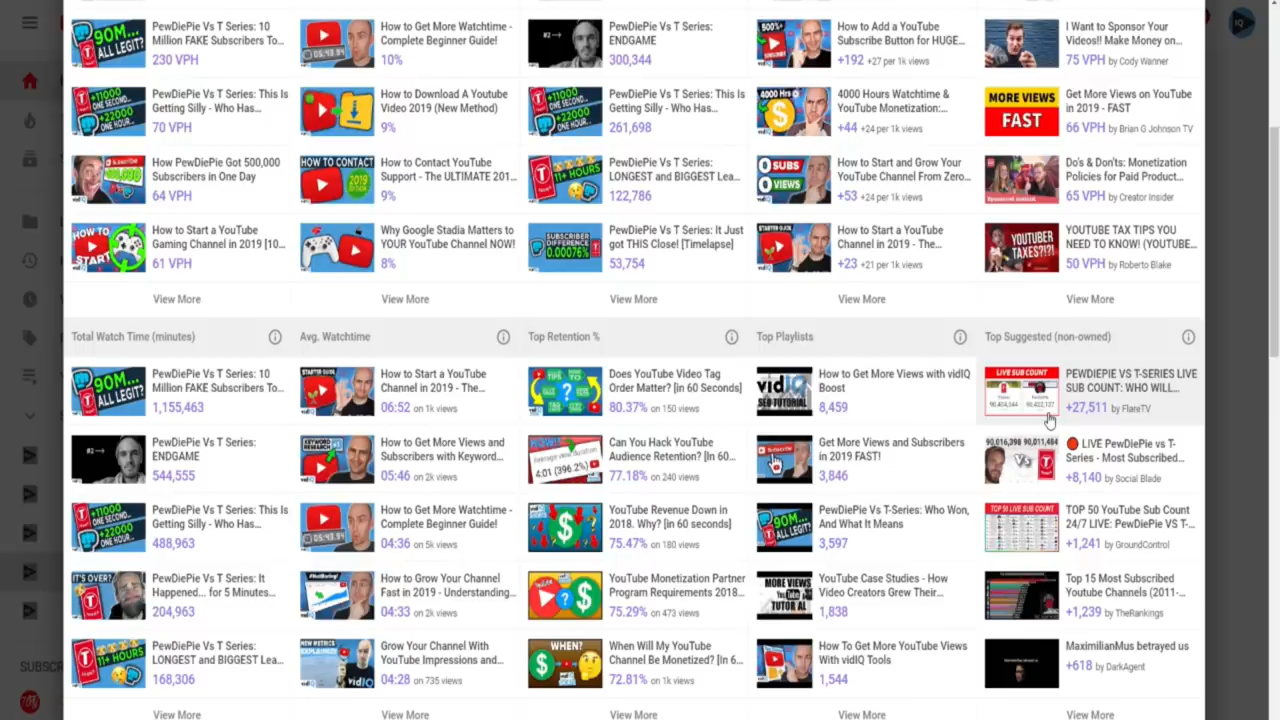 PewDiePie Vs T Series: 10
Million FAKE Subscribers To...
230 VPH
How to Get More Watchtime -
Complete Beginner Guide!
10%
PewDiePie Vs T Series:
ENDGAME
300,344
How to Add a YouTube
Subscribe Button for HUGE...
+192 +27 per 1k views
I Want to Sponsor Your
Videos!! Make Money on...
75 VPH by Cody Wanner
PewDiePie Vs T Series: This Is
Getting Silly - Who Has...
70 VPH
How to Download A Youtube
Video 2019 (New Method)
9%
PewDiePie Vs T Series: This Is
Getting Silly - Who Has...
261,698
4000 Hours Watchtime &
YouTube Monetization:...
+44 +24 per 1k views
MORE VIEWS
FAST
Get More Views on YouTube
in 2019 - FAST
66 VPH by Brian G Johnson TV
How PewDiePie Got 500,000
Subscribers in One Day
64 VPH
How to Contact YouTube
Support - The ULTIMATE 201...
9%
PewDiePie Vs T Series:
LONGEST and BIGGEST Lea...
122,786
How to Start and Grow Your
YouTube Channel From Zero...
+53 +24 per 1k views
Do's & Don'ts: Monetization
Policies for Paid Product...
65 VPH by Creator Insider
How to Start a YouTube
Gaming Channel in 2019 [10...
61 VPH
Why Google Stadia Matters to
YOUR YouTube Channel NOW!
8%
PewDiePie Vs T Series: It Just
got THIS Close! [Timelapse]
53,754
How to Start a YouTube
Channel in 2019 - The...
+23 +21 per 1k views
YOUTUBE TAX TIPS YOU
NEED TO KNOW! (YOUTUBE...
50 VPH by Roberto Blake
View More
View More
View More
View More
View More
Total Watch Time (minutes)
Avg. Watchtime
Top Retention %
Top Playlists
Top Suggested (non-owned)
PewDiePie Vs T Series: 10
Million FAKE Subscribers To...
1,155,463
How to Start a YouTube
Channel in 2019 - The...
06:52 on 1k views
Does YouTube Video Tag
Order Matter? [in 60 Seconds]
80.37% on 150 views
How to Get More Views with vidIQ
Boost
8,459
PEWDIEPIE VS T-SERIES LIVE
SUB COUNT: WHO WILL...
+27,511 by FlareTV
PewDiePie Vs T Series:
ENDGAME
544,555
How to Get More Views and
Subscribers with Keyword...
05:46 on 2k views
Can You Hack YouTube
Audience Retention? [In 60...
77.18% on 240 views
Get More Views and Subscribers
in 2019 FAST!
3,846
LIVE PewDiePie vs T-
Series - Most Subscribed...
+8,140 by Social Blade
PewDiePie Vs T Series: This Is
Getting Silly - Who Has...
488,963
How to Get More Watchtime -
Complete Beginner Guide!
04:36 on 5k views
YouTube Revenue Down in
2018. Why? [in 60 seconds]
75.47% on 180 views
PewDiePie Vs T-Series: Who Won,
And What It Means
3,597
TOP 50 YouTube Sub Count
24/7 LIVE: PewDiePie VS T-...
+1,241 by GroundControl
PewDiePie Vs T Series: It
Happened... for 5 Minutes...
204,963
How to Grow Your Channel
Fast in 2019 - Understanding...
04:33 on 2k views
YouTube Monetization Partner
Program Requirements 2018...
75.29% on 473 views
YouTube Case Studies - How
Video Creators Grew Their...
1,838
Top 15 Most Subscribed
Youtube Channels (2011-...
+1,239 by TheRankings
PewDiePie Vs T Series:
LONGEST and BIGGEST Lea...
168,306
Grow Your Channel With
YouTube Impressions and...
04:28 on 735 views
When Will My YouTube
Channel Be Monetized? [In 6...
72.81% on 1k views
How To Get More YouTube Views
With vidIQ Tools
1,544
MaximilianMus betrayed us
+618 by DarkAgent
View More
View More
View More
View More
View More
SUBSCR